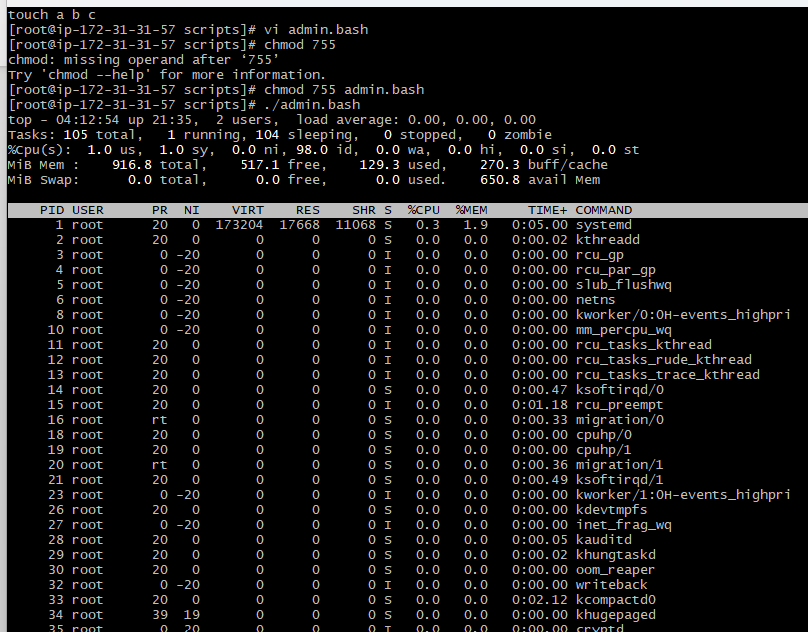 touch a b c
[root@ip-172-31-31-57 scripts]# vi admin.bash
[root@ip-172-31-31-57 scripts]# chmod 755
chmod: missing operand after ‘755’
Try 'chmod --help' for more information.
[root@ip-172-31-31-57 scripts]# chmod 755 admin.bash
[root@ip-172-31-31-57 scripts]# ./admin.bash
top - 04:12:54 up 21:35,  2 users,  load average: 0.00, 0.00, 0.00
Tasks: 105 total,   1 running, 104 sleeping,   0 stopped,   0 zombie
%Cpu(s):  1.0 us,  1.0 sy,  0.0 ni, 98.0 id,  0.0 wa,  0.0 hi,  0.0 si,  0.0 st
MiB Mem :    916.8 total,    517.1 free,    129.3 used,    270.3 buff/cache
MiB Swap:      0.0 total,      0.0 free,      0.0 used.    650.8 avail Mem
PID USER      PR  NI    VIRT    RES    SHR S  %CPU  %MEM     TIME+ COMMAND
1 root      20   0  173204  17668  11068 S   0.3   1.9   0:05.00 systemd
2 root      20   0       0      0      0 S   0.0   0.0   0:00.02 kthreadd
3 root       0 -20       0      0      0 I   0.0   0.0   0:00.00 rcu_gp
4 root       0 -20       0      0      0 I   0.0   0.0   0:00.00 rcu_par_gp
5 root       0 -20       0      0      0 I   0.0   0.0   0:00.00 slub_flushwq
6 root       0 -20       0      0      0 I   0.0   0.0   0:00.00 netns
8 root       0 -20       0      0      0 I   0.0   0.0   0:00.00 kworker/0:0H-events_highpri
10 root       0 -20       0      0      0 I   0.0   0.0   0:00.00 mm_percpu_wq
11 root      20   0       0      0      0 I   0.0   0.0   0:00.00 rcu_tasks_kthread
12 root      20   0       0      0      0 I   0.0   0.0   0:00.00 rcu_tasks_rude_kthread
13 root      20   0       0      0      0 I   0.0   0.0   0:00.00 rcu_tasks_trace_kthread
14 root      20   0       0      0      0 S   0.0   0.0   0:00.47 ksoftirqd/0
15 root      20   0       0      0      0 I   0.0   0.0   0:01.18 rcu_preempt
16 root      rt   0       0      0      0 S   0.0   0.0   0:00.33 migration/0
18 root      20   0       0      0      0 S   0.0   0.0   0:00.00 cpuhp/0
19 root      20   0       0      0      0 S   0.0   0.0   0:00.00 cpuhp/1
20 root      rt   0       0      0      0 S   0.0   0.0   0:00.36 migration/1
21 root      20   0       0      0      0 S   0.0   0.0   0:00.49 ksoftirqd/1
23 root       0 -20       0      0      0 I   0.0   0.0   0:00.00 kworker/1:0H-events_highpri
26 root      20   0       0      0      0 S   0.0   0.0   0:00.00 kdevtmpfs
27 root       0 -20       0      0      0 I   0.0   0.0   0:00.00 inet_frag_wq
28 root      20   0       0      0      0 S   0.0   0.0   0:00.05 kauditd
29 root      20   0       0      0      0 S   0.0   0.0   0:00.02 khungtaskd
30 root      20   0       0      0      0 S   0.0   0.0   0:00.00 oom_reaper
32 root       0 -20       0      0      0 I   0.0   0.0   0:00.00 writeback
33 root      20   0       0      0      0 S   0.0   0.0   0:02.12 kcompactd0
34 root      39  19       0      0      0 S   0.0   0.0   0:00.00 khugepaged
35 root       0 -20       0      0      0 I   0.0   0.0   0:00.00 cryptd